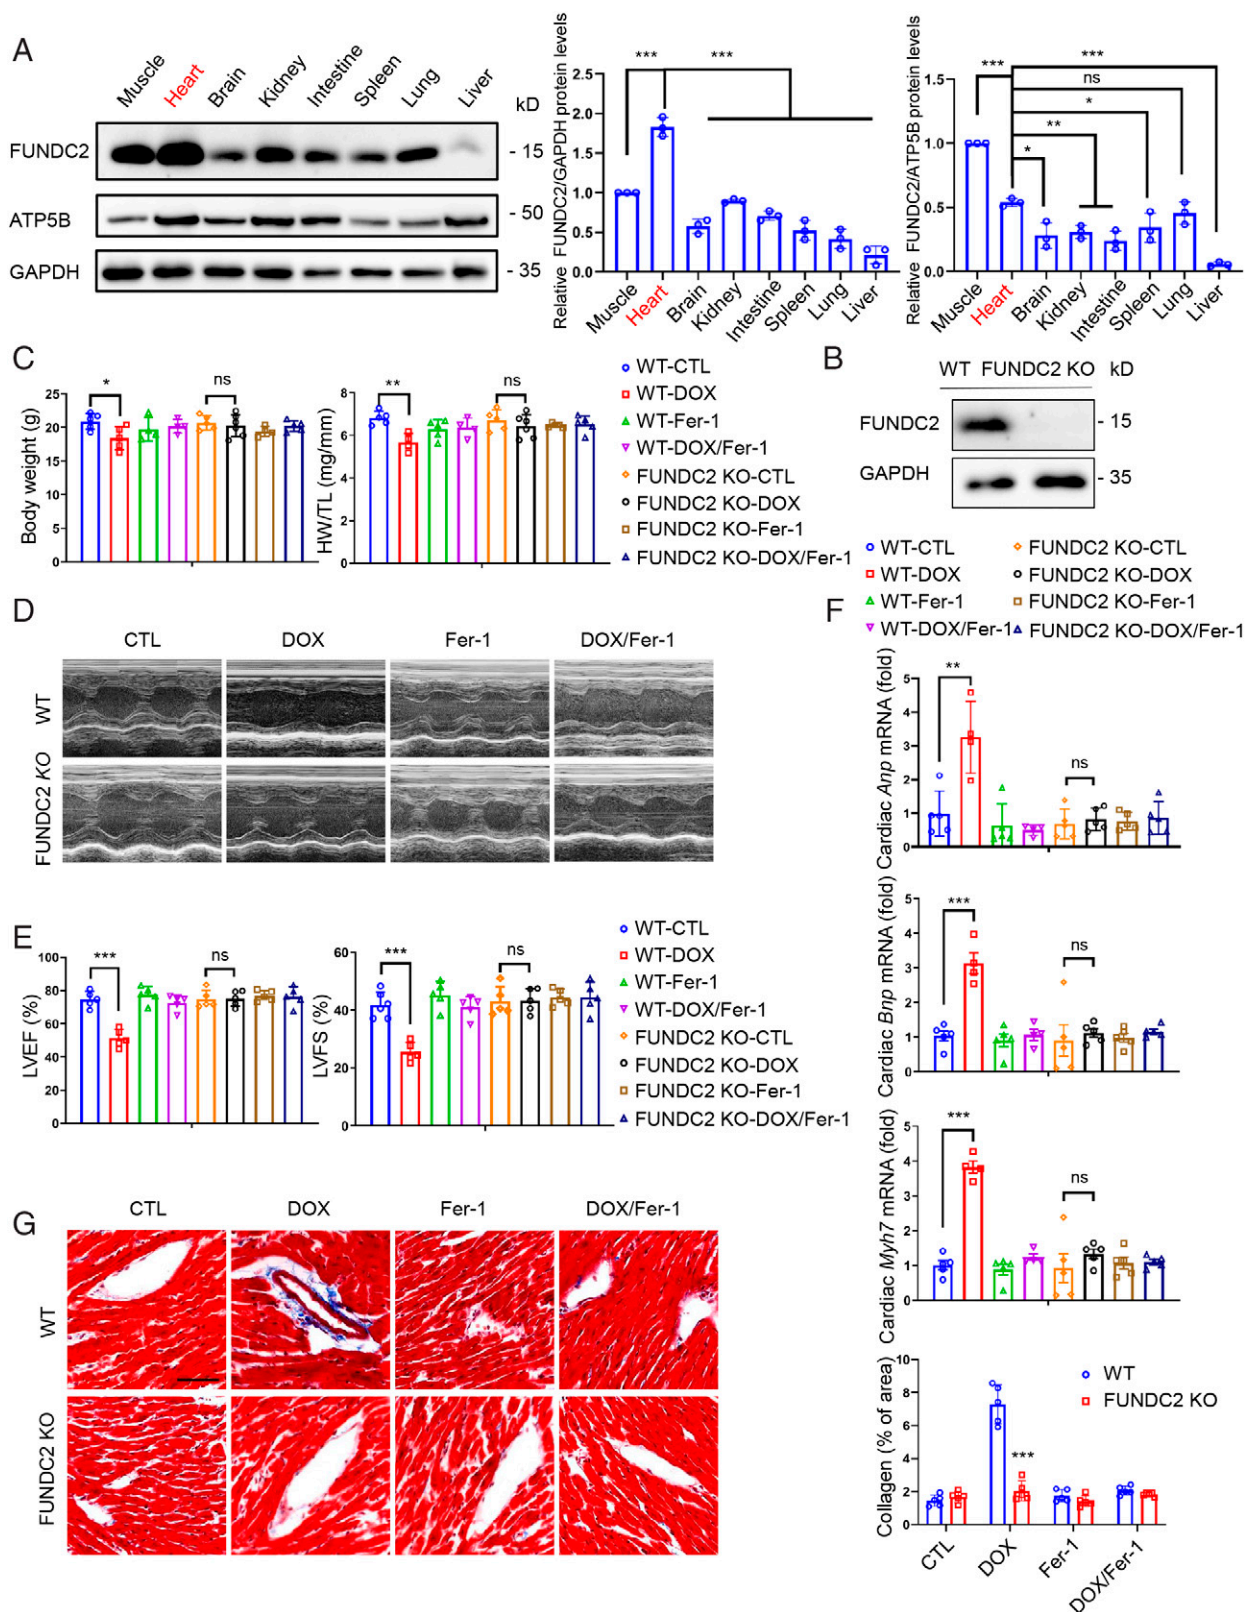 A
Muscle
Heart
Brain
Kidney
Intestine
Spleen
Lung
Liver
kD
FUNDC2
- 15
ATP5B
- 50
GAPDH
- 35
Relative FUNDC2/GAPDH protein levels
2.5
2.0
1.5
1.0
0.5
0.0
***
***
Muscle
Heart
Brain
Kidney
Intestine
Spleen
Lung
Liver
Relative FUNDC2/ATP5B protein levels
1.5
1.0
0.5
0.0
***
***
ns
*
**
*
Muscle
Heart
Brain
Kidney
Intestine
Spleen
Lung
Liver
B
WT FUNDC2 KO kD
FUNDC2
- 15
GAPDH
- 35
C
Body weight (g)
25
20
15
10
5
0
*
ns
HW/TL (mg/mm)
8
6
4
2
0
**
ns
WT-CTL
WT-DOX
WT-Fer-1
WT-DOX/Fer-1
FUNDC2 KO-CTL
FUNDC2 KO-DOX
FUNDC2 KO-Fer-1
FUNDC2 KO-DOX/Fer-1
D
CTL DOX Fer-1 DOX/Fer-1
WT
FUNDC2 KO
E
LVEF (%)
100
80
60
40
20
0
***
ns
LVFS (%)
60
40
20
0
***
ns
WT-CTL
WT-DOX
WT-Fer-1
WT-DOX/Fer-1
FUNDC2 KO-CTL
FUNDC2 KO-DOX
FUNDC2 KO-Fer-1
FUNDC2 KO-DOX/Fer-1
F
WT-CTL FUNDC2 KO-CTL
WT-DOX FUNDC2 KO-DOX
WT-Fer-1 FUNDC2 KO-Fer-1
WT-DOX/Fer-1 FUNDC2 KO-DOX/Fer-1
Cardiac Anp mRNA (fold)
5
4
3
2
1
0
**
ns
Cardiac Bnp mRNA (fold)
5
4
3
2
1
0
***
ns
Cardiac Myh7 mRNA (fold)
5
4
3
2
1
0
***
ns
G
CTL DOX Fer-1 DOX/Fer-1
WT
FUNDC2 KO
Collagen (% of area)
10
8
6
4
2
0
***
WT
FUNDC2 KO
CTL
DOX
Fer-1
DOX/Fer-1